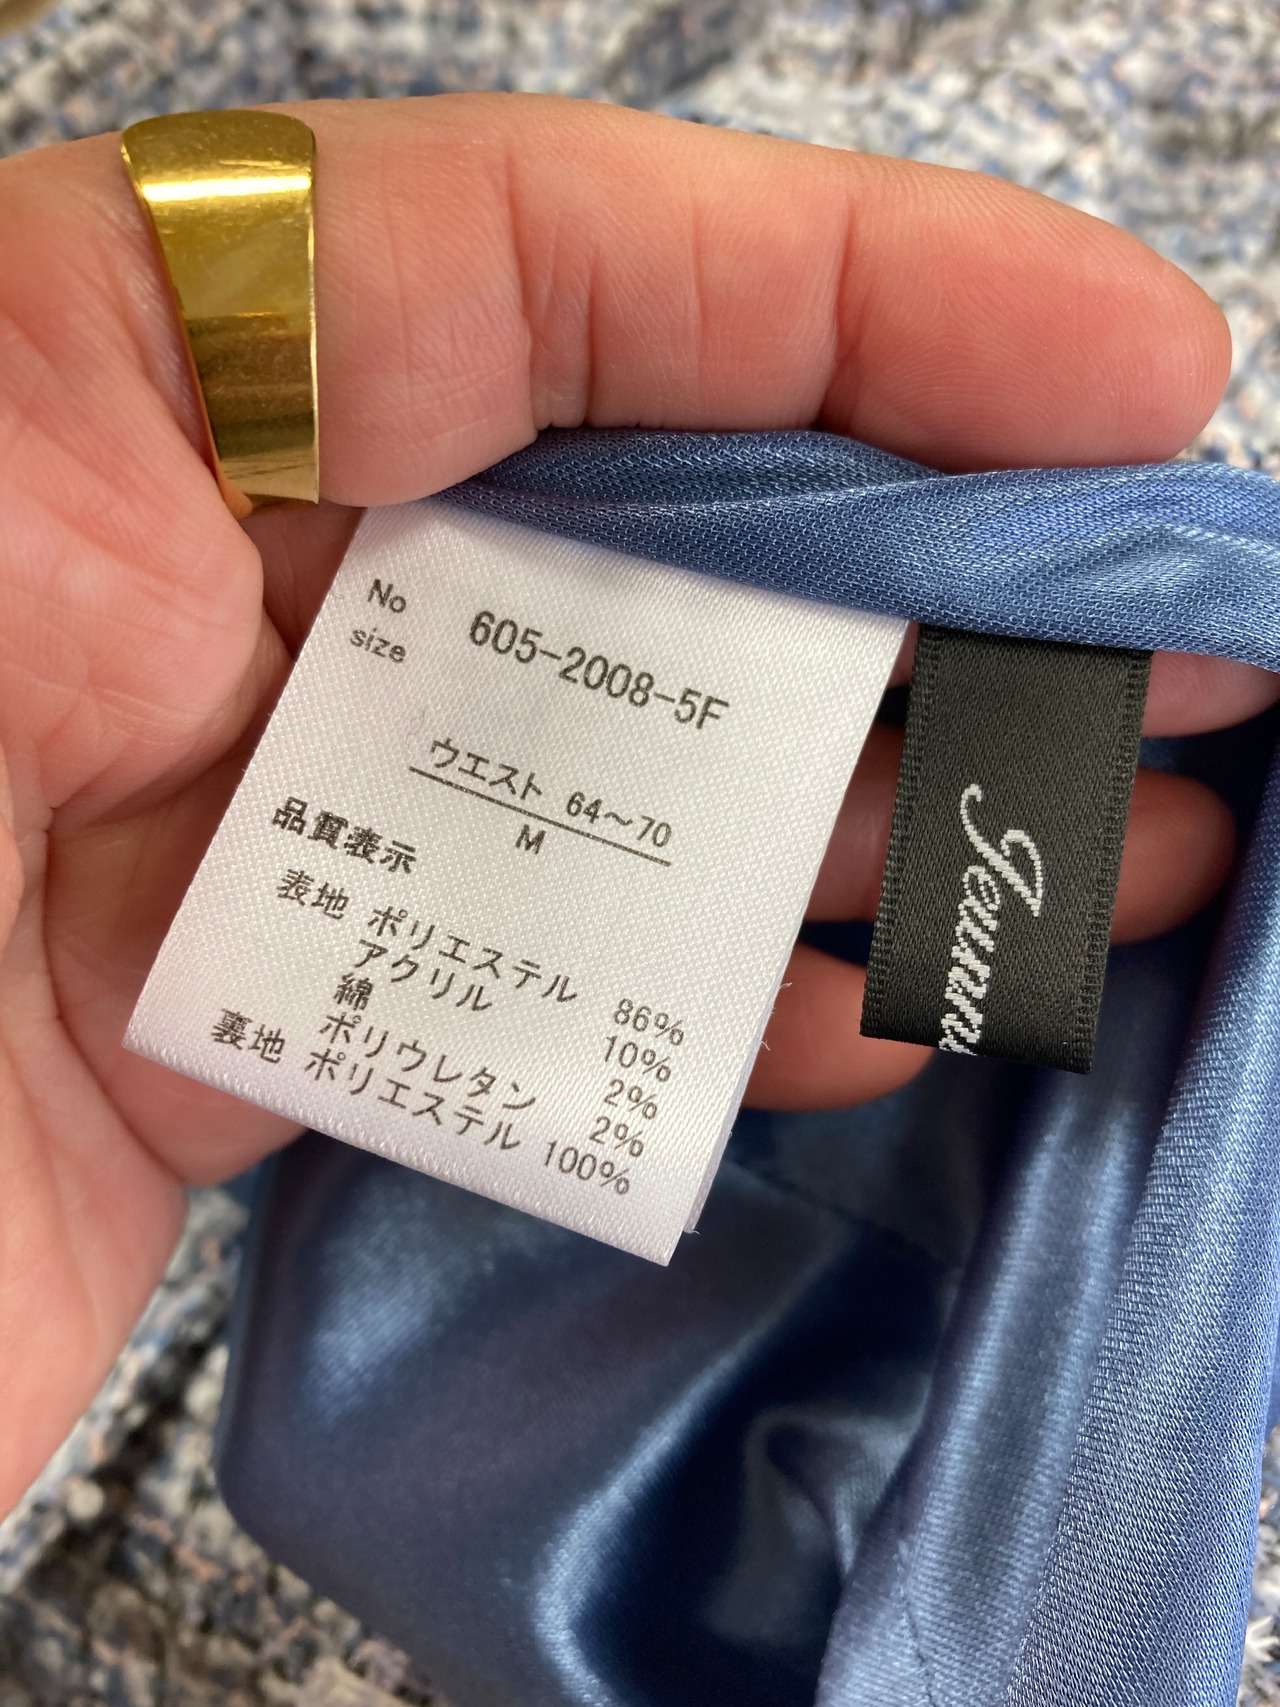 No 605-2008-5F
size
ウエスト 64～70
M
品質表示
表地 ポリエステル 86%
アクリル 10%
綿 2%
ポリウレタン 2%
裏地 ポリエステル 100%